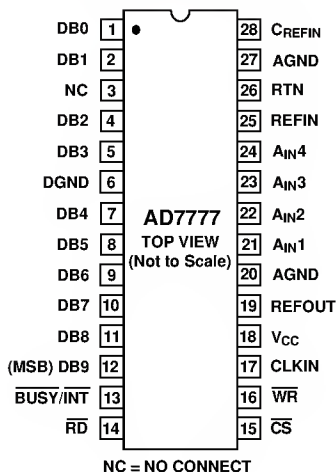 DB0 1 28 CREFIN
DB1 2 27 AGND
NC 3 26 RTN
DB2 4 25 REFIN
DB3 5 24 AIN4
DGND 6 23 AIN3
DB4 7 22 AIN2
DB5 8 21 AIN1
DB6 9 20 AGND
DB7 10 19 REFOUT
DB8 11 18 VCC
(MSB) DB9 12 17 CLKIN
BUSY/INT 13 16 WR
RD 14 15 CS
AD7777
TOP VIEW
(Not to Scale)
NC = NO CONNECT